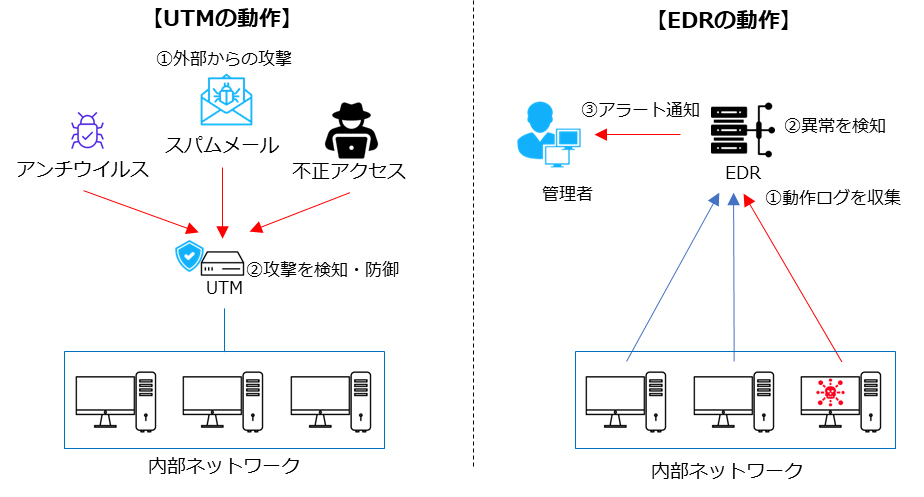 【UTMの動作】
①外部からの攻撃
スパムメール
アンチウイルス
不正アクセス
②攻撃を検知・防御
UTM
内部ネットワーク
【EDRの動作】
③アラート通知
②異常を検知
EDR
管理者
①動作ログを収集
内部ネットワーク